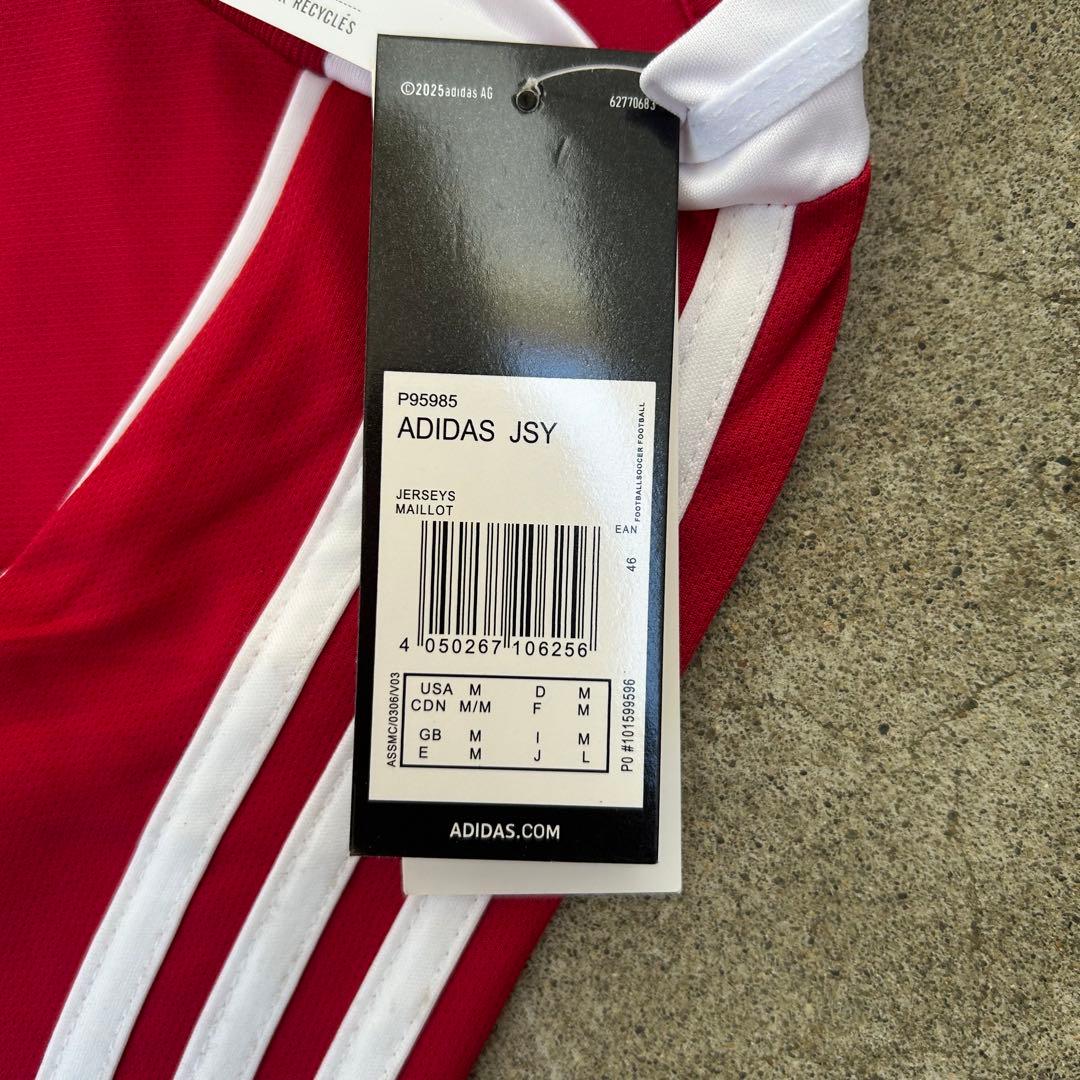 RECYCLÉS
©2025adidas AG
62770683
P95985
ADIDAS JSY
FOOTBALLSOCCER FOOTBALL
JERSEYS
MAILLOT
EAN
46
4 050267 106256
ASSMC/0306/V03
USA M D M
CDN M/M F M
GB M I M
E M J L
PO #101599596
ADIDAS.COM